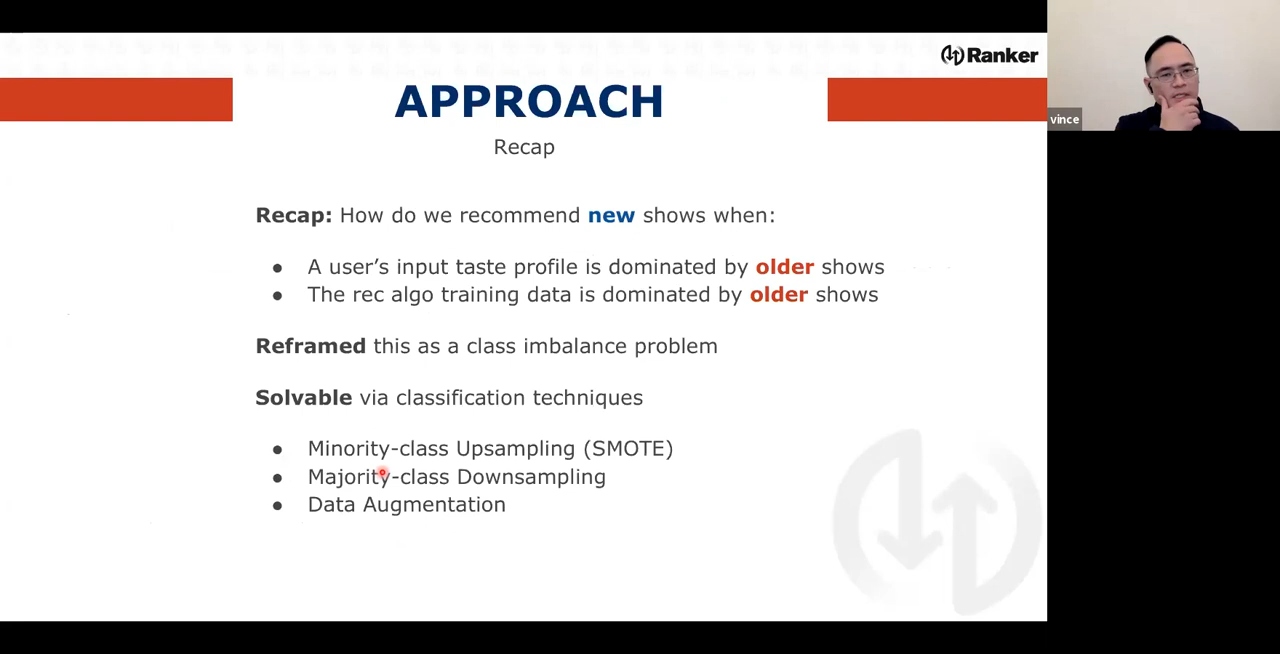 Ranker
APPROACH
Recap
vince
Recap: How do we recommend new shows when:
● A user’s input taste profile is dominated by older shows
● The rec algo training data is dominated by older shows
Reframed this as a class imbalance problem
Solvable via classification techniques
● Minority-class Upsampling (SMOTE)
● Majority-class Downsampling
● Data Augmentation